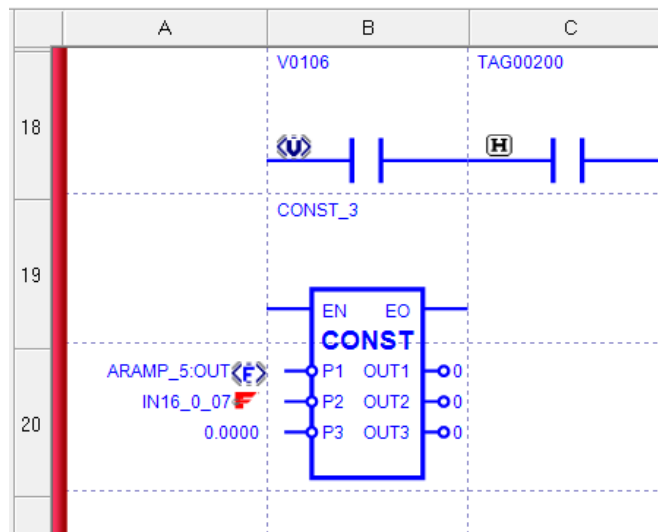 A B C
V0106 TAG00200
18
U H
CONST_3
19
EN EO
CONST
ARAMP_5:OUT F P1 OUT1 0
IN16_0_07 F P2 OUT2 0
20
0.0000 P3 OUT3 0